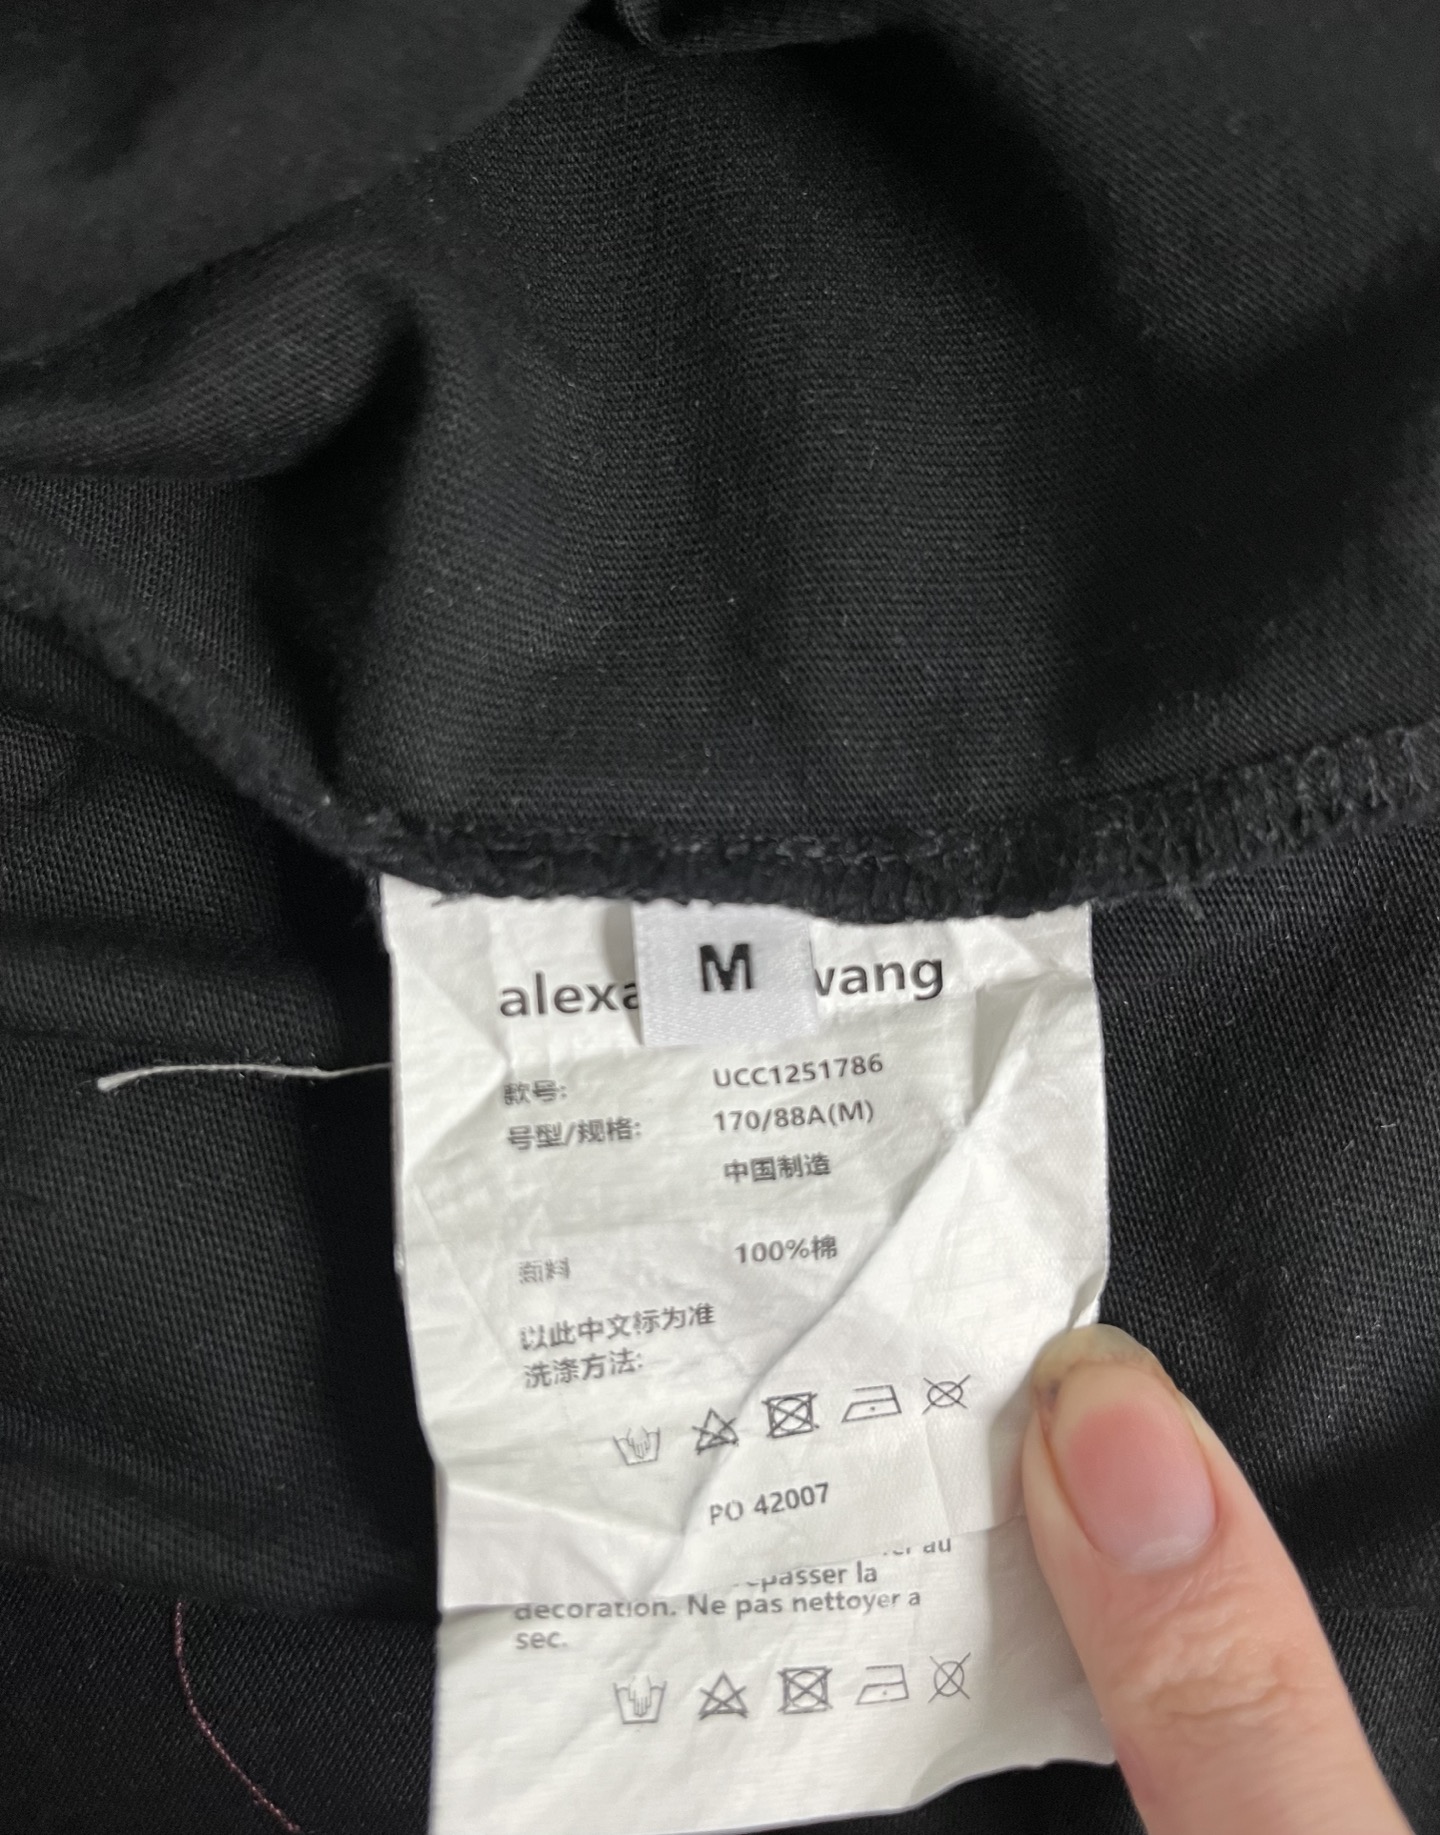 M
alexa wang
款号: UCC1251786
号型/规格: 170/88A(M)
中国制造
面料 100%棉
以此中文标为准
洗涤方法:
PO 42007
au
passer la
decoration. Ne pas nettoyer a
sec.